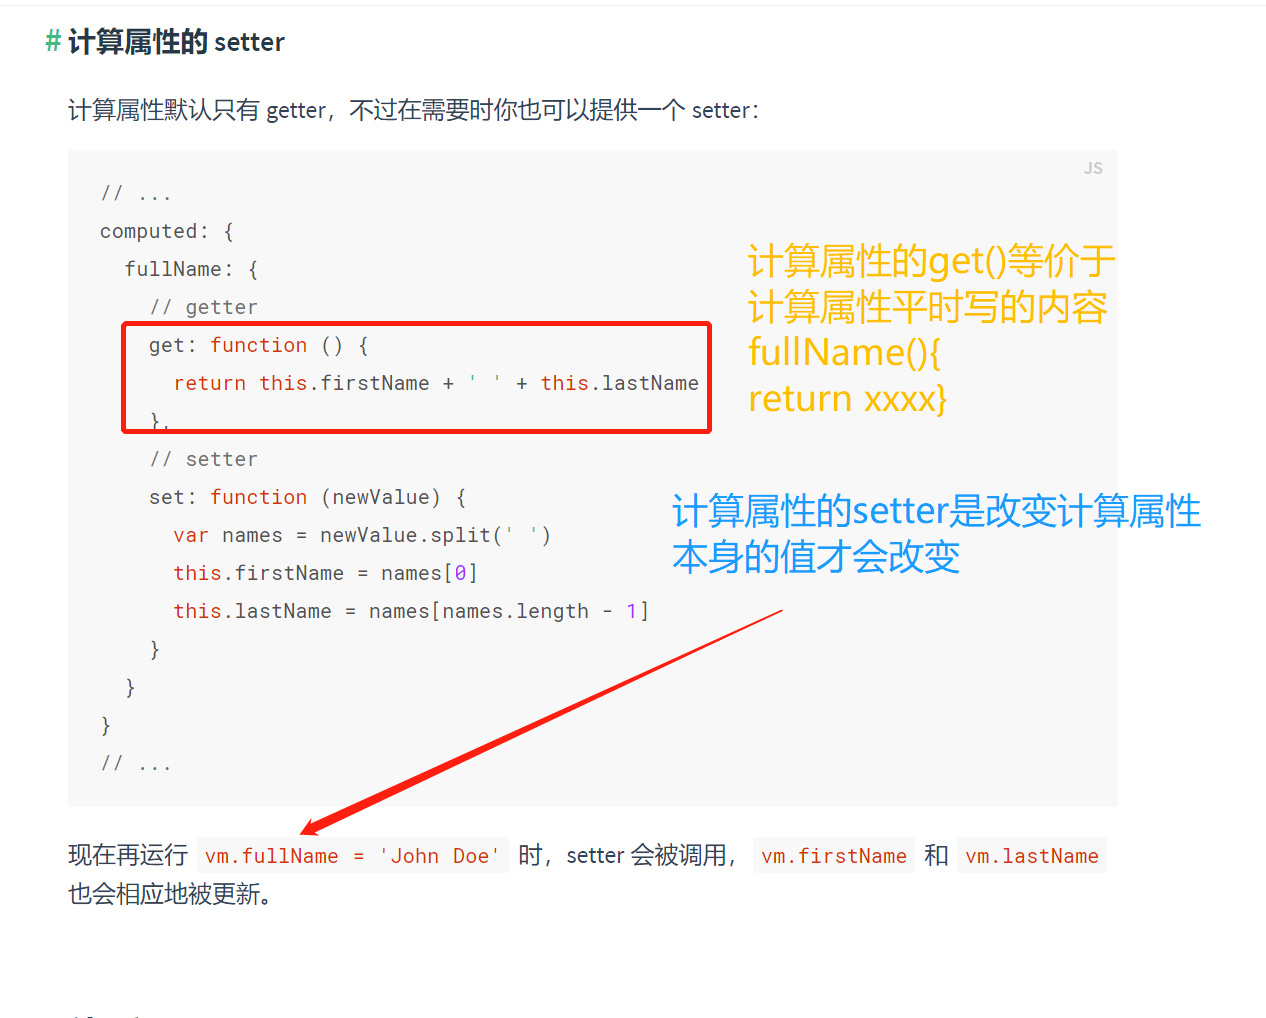 # 计算属性的 setter
计算属性默认只有 getter，不过在需要时你也可以提供一个 setter：
JS
// ...
computed: {
fullName: {
// getter
get: function () {
return this.firstName + ' ' + this.lastName
},
// setter
set: function (newValue) {
var names = newValue.split(' ')
this.firstName = names[0]
this.lastName = names[names.length - 1]
}
}
}
// ...
计算属性的get()等价于
计算属性平时写的内容
fullName(){
return xxxx}
计算属性的setter是改变计算属性
本身的值才会改变
现在再运行 vm.fullName = 'John Doe' 时，setter 会被调用，vm.firstName 和 vm.lastName
也会相应地被更新。